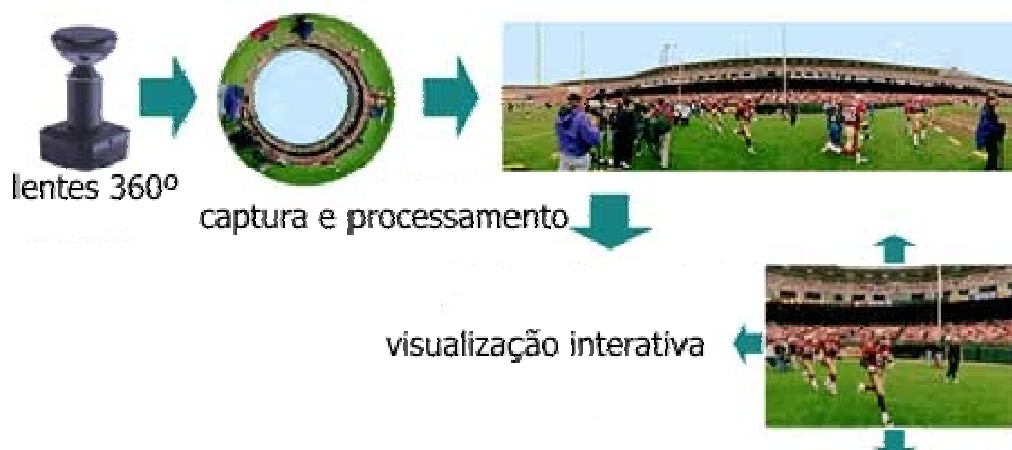 lentes 360º
captura e processamento
visualização interativa